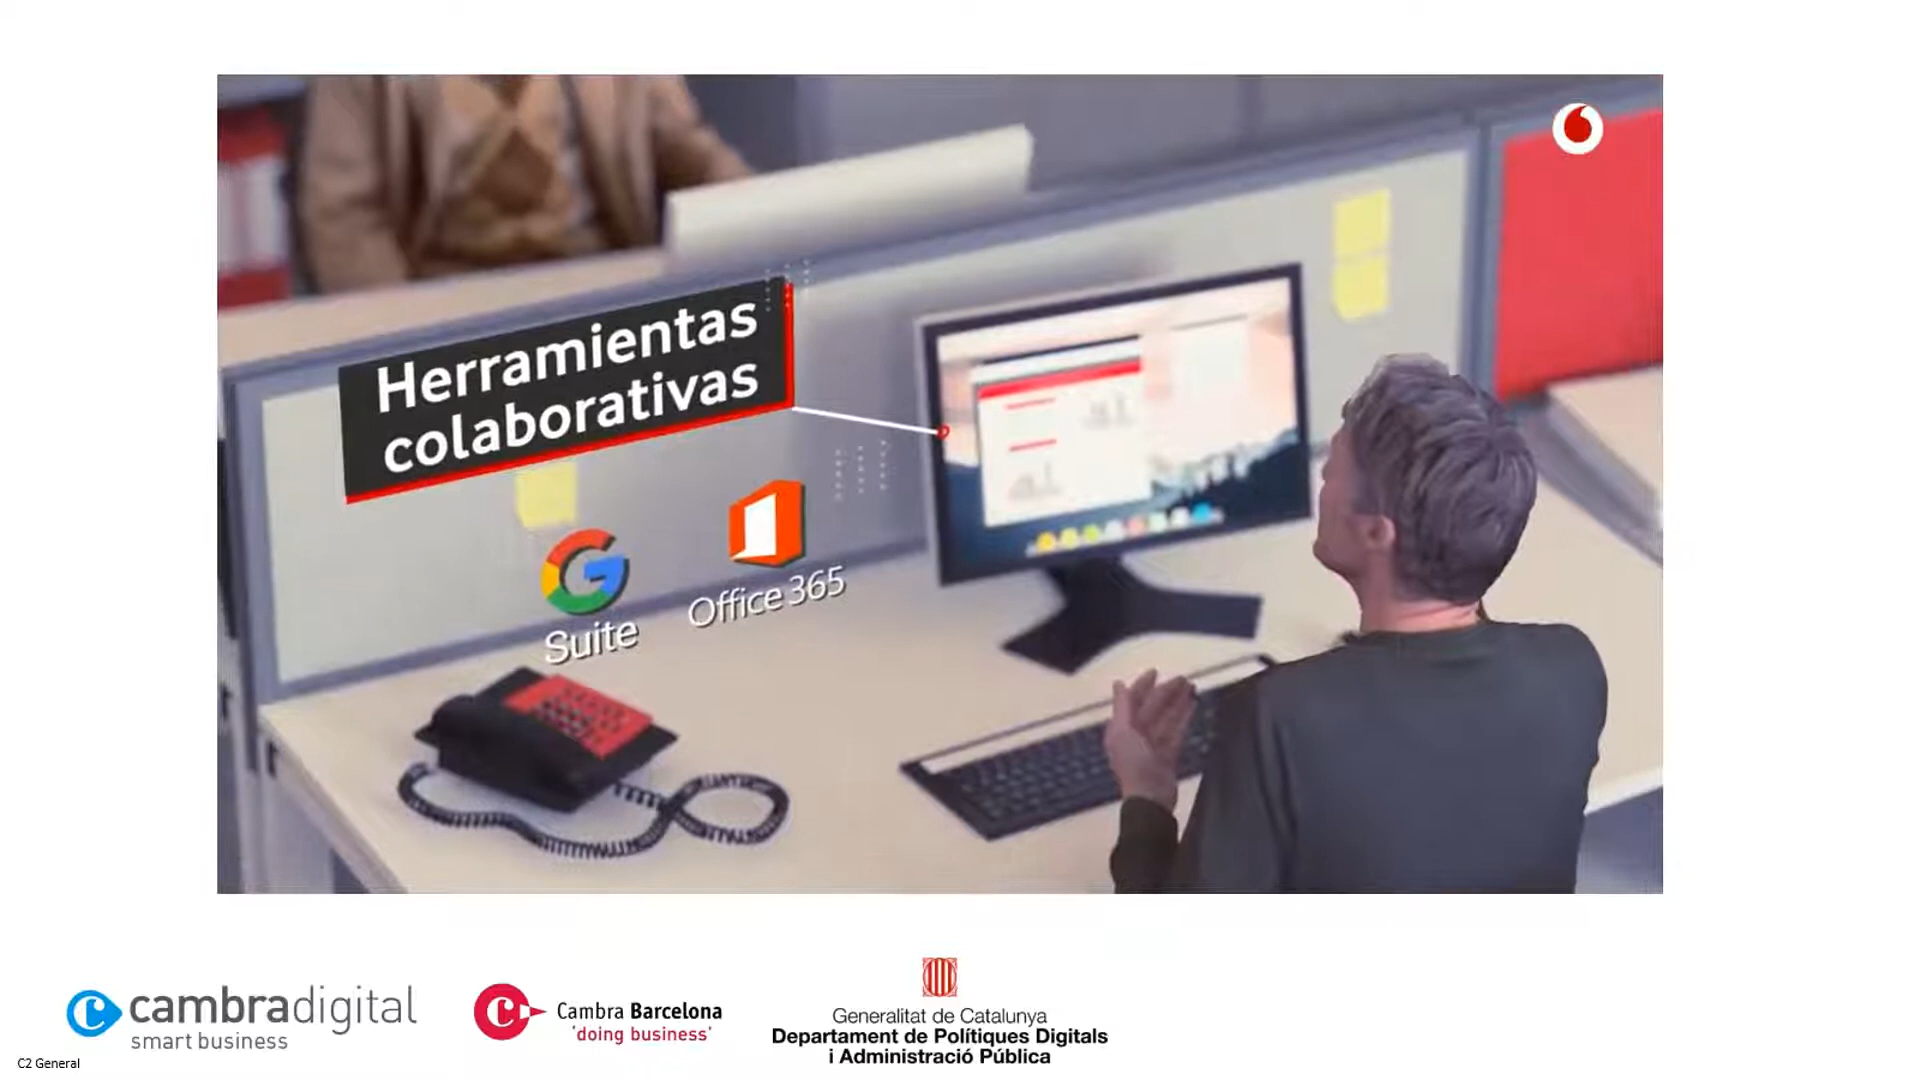 Herramientas
colaborativas
Suite
Office 365
cambradigital
smart business
Cambra Barcelona
'doing business'
Generalitat de Catalunya
Departament de Polítiques Digitals
i Administració Pública
C2 General